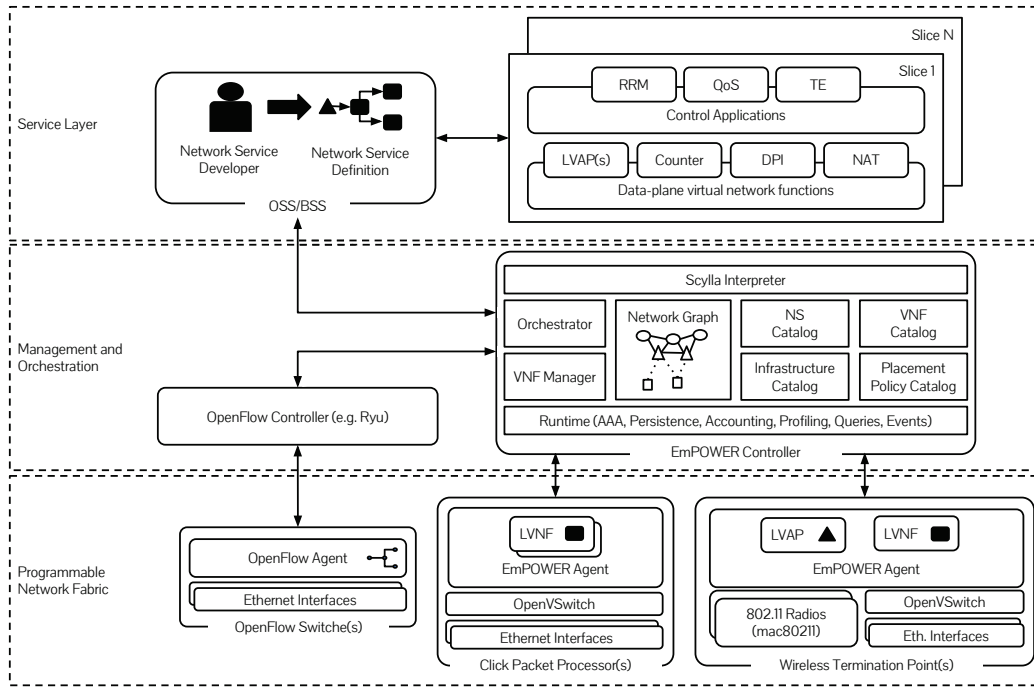 Slice N
Slice 1
RRM
QoS
TE
Control Applications
LVAP(s)
Counter
DPI
NAT
Data-plane virtual network functions
Service Layer
Network Service
Developer
Network Service
Definition
OSS/BSS
Management and
Orchestration
Scylla Interpreter
Orchestrator
Network Graph
NS
Catalog
VNF
Catalog
VNF Manager
Infrastructure
Catalog
Placement
Policy Catalog
Runtime (AAA, Persistence, Accounting, Profiling, Queries, Events)
EmPOWER Controller
OpenFlow Controller (e.g. Ryu)
Programmable
Network Fabric
OpenFlow Agent
Ethernet Interfaces
OpenFlow Switche(s)
LVNF
EmPOWER Agent
OpenVSwitch
Ethernet Interfaces
Click Packet Processor(s)
LVAP
LVNF
EmPOWER Agent
802.11 Radios
(mac80211)
OpenVSwitch
Eth. Interfaces
Wireless Termination Point(s)